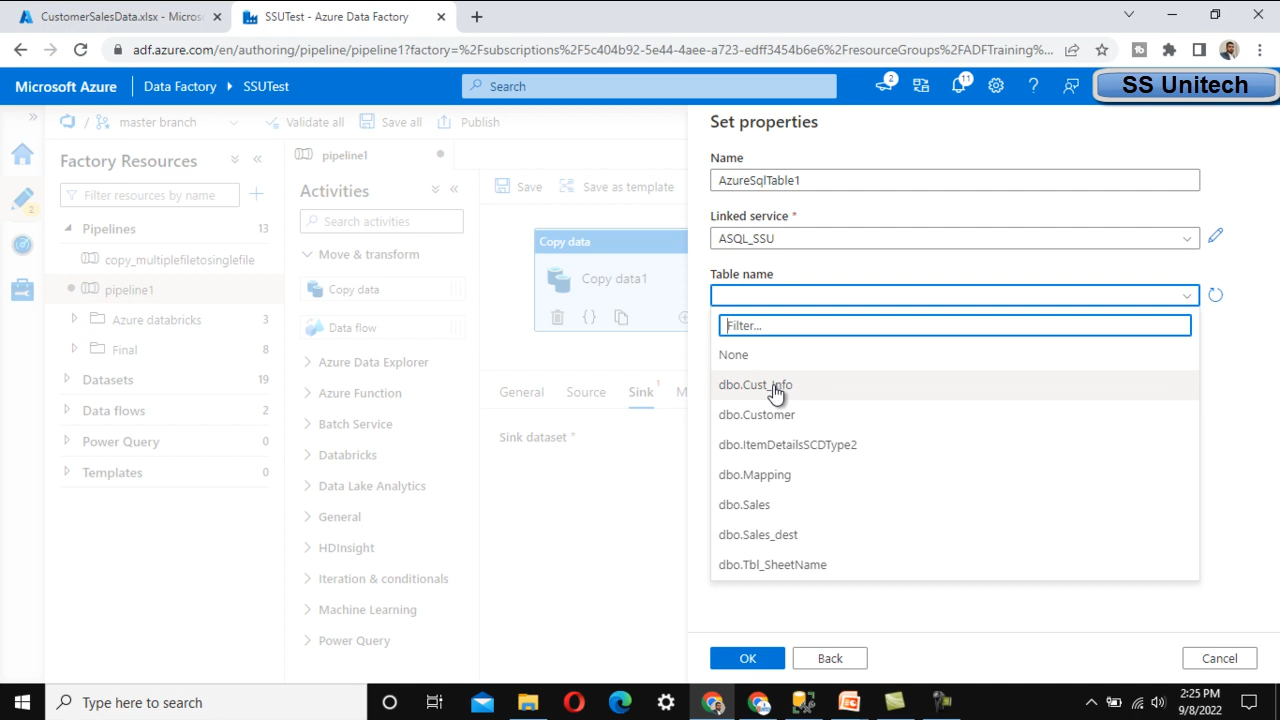 CustomerSalesData.xlsx - Microso
SSUTest - Azure Data Factory
adf.azure.com/en/authoring/pipeline/pipeline1?factory=%2Fsubscriptions%2F5c404b92-5e44-4aee-a723-edff3454b6e6%2FresourceGroups%2FADFTraining%...
Microsoft Azure
Data Factory
SSUTest
Search
2
11
SS Unitech
/
master branch
Validate all
Save all
Publish
Factory Resources
Filter resources by name
2
Pipelines 13
copy_multiplefiletosinglefile
pipeline1
Azure databricks 3
Final 8
Datasets 19
Data flows 2
Power Query 0
Templates 0
pipeline1
Activities
Search activities
Move & transform
Copy data
Data flow
Azure Data Explorer
Azure Function
Batch Service
Databricks
Data Lake Analytics
General
HDInsight
Iteration & conditionals
Machine Learning
Power Query
Save
Save as template
Copy data
Copy data1
{}
General Source Sink 1 M
Sink dataset *
Set properties
Name
AzureSqlTable1
Linked service *
ASQL_SSU
Table name
Filter...
None
dbo.Cust_Info
dbo.Customer
dbo.ItemDetailsSCDType2
dbo.Mapping
dbo.Sales
dbo.Sales_dest
dbo.Tbl_SheetName
OK
Back
Cancel
Type here to search
2:25 PM
9/8/2022